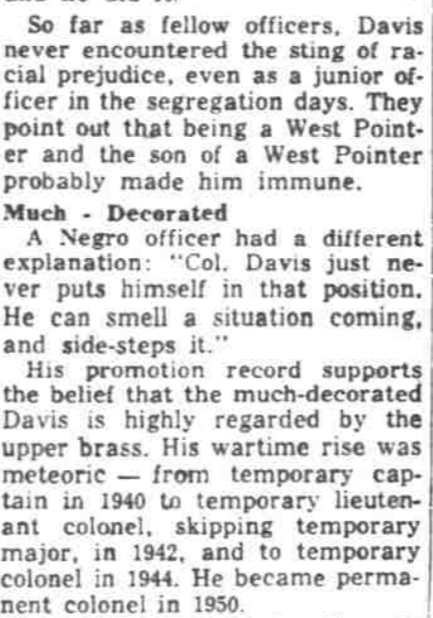 So far as fellow officers, Davis
never encountered the sting of ra-
cial prejudice, even as a junior of-
ficer in the segregation days. They
point out that being a West Point-
er and the son of a West Pointer
probably made him immune.
Much - Decorated
A Negro officer had a different
explanation: "Col. Davis just ne-
ver puts himself in that position.
He can smell a situation coming,
and side-steps it."
His promotion record supports
the belief that the much-decorated
Davis is highly regarded by the
upper brass. His wartime rise was
meteoric — from temporary cap-
tain in 1940 to temporary lieuten-
ant colonel, skipping temporary
major, in 1942, and to temporary
colonel in 1944. He became perma-
nent colonel in 1950.